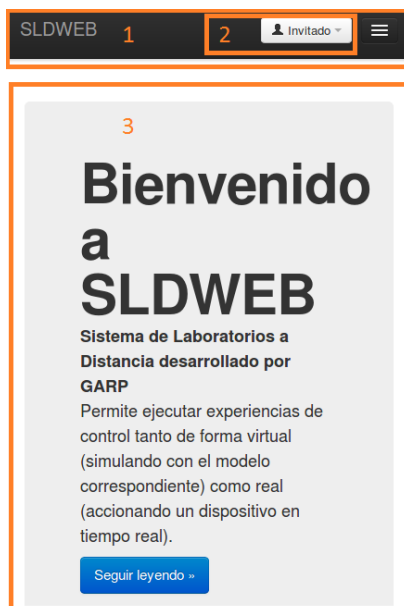 SLDWEB 1 2 Invitado
3
Bienvenido
a
SLDWEB
Sistema de Laboratorios a
Distancia desarrollado por
GARP
Permite ejecutar experiencias de
control tanto de forma virtual
(simulando con el modelo
correspondiente) como real
(accionando un dispositivo en
tiempo real).
Seguir leyendo »